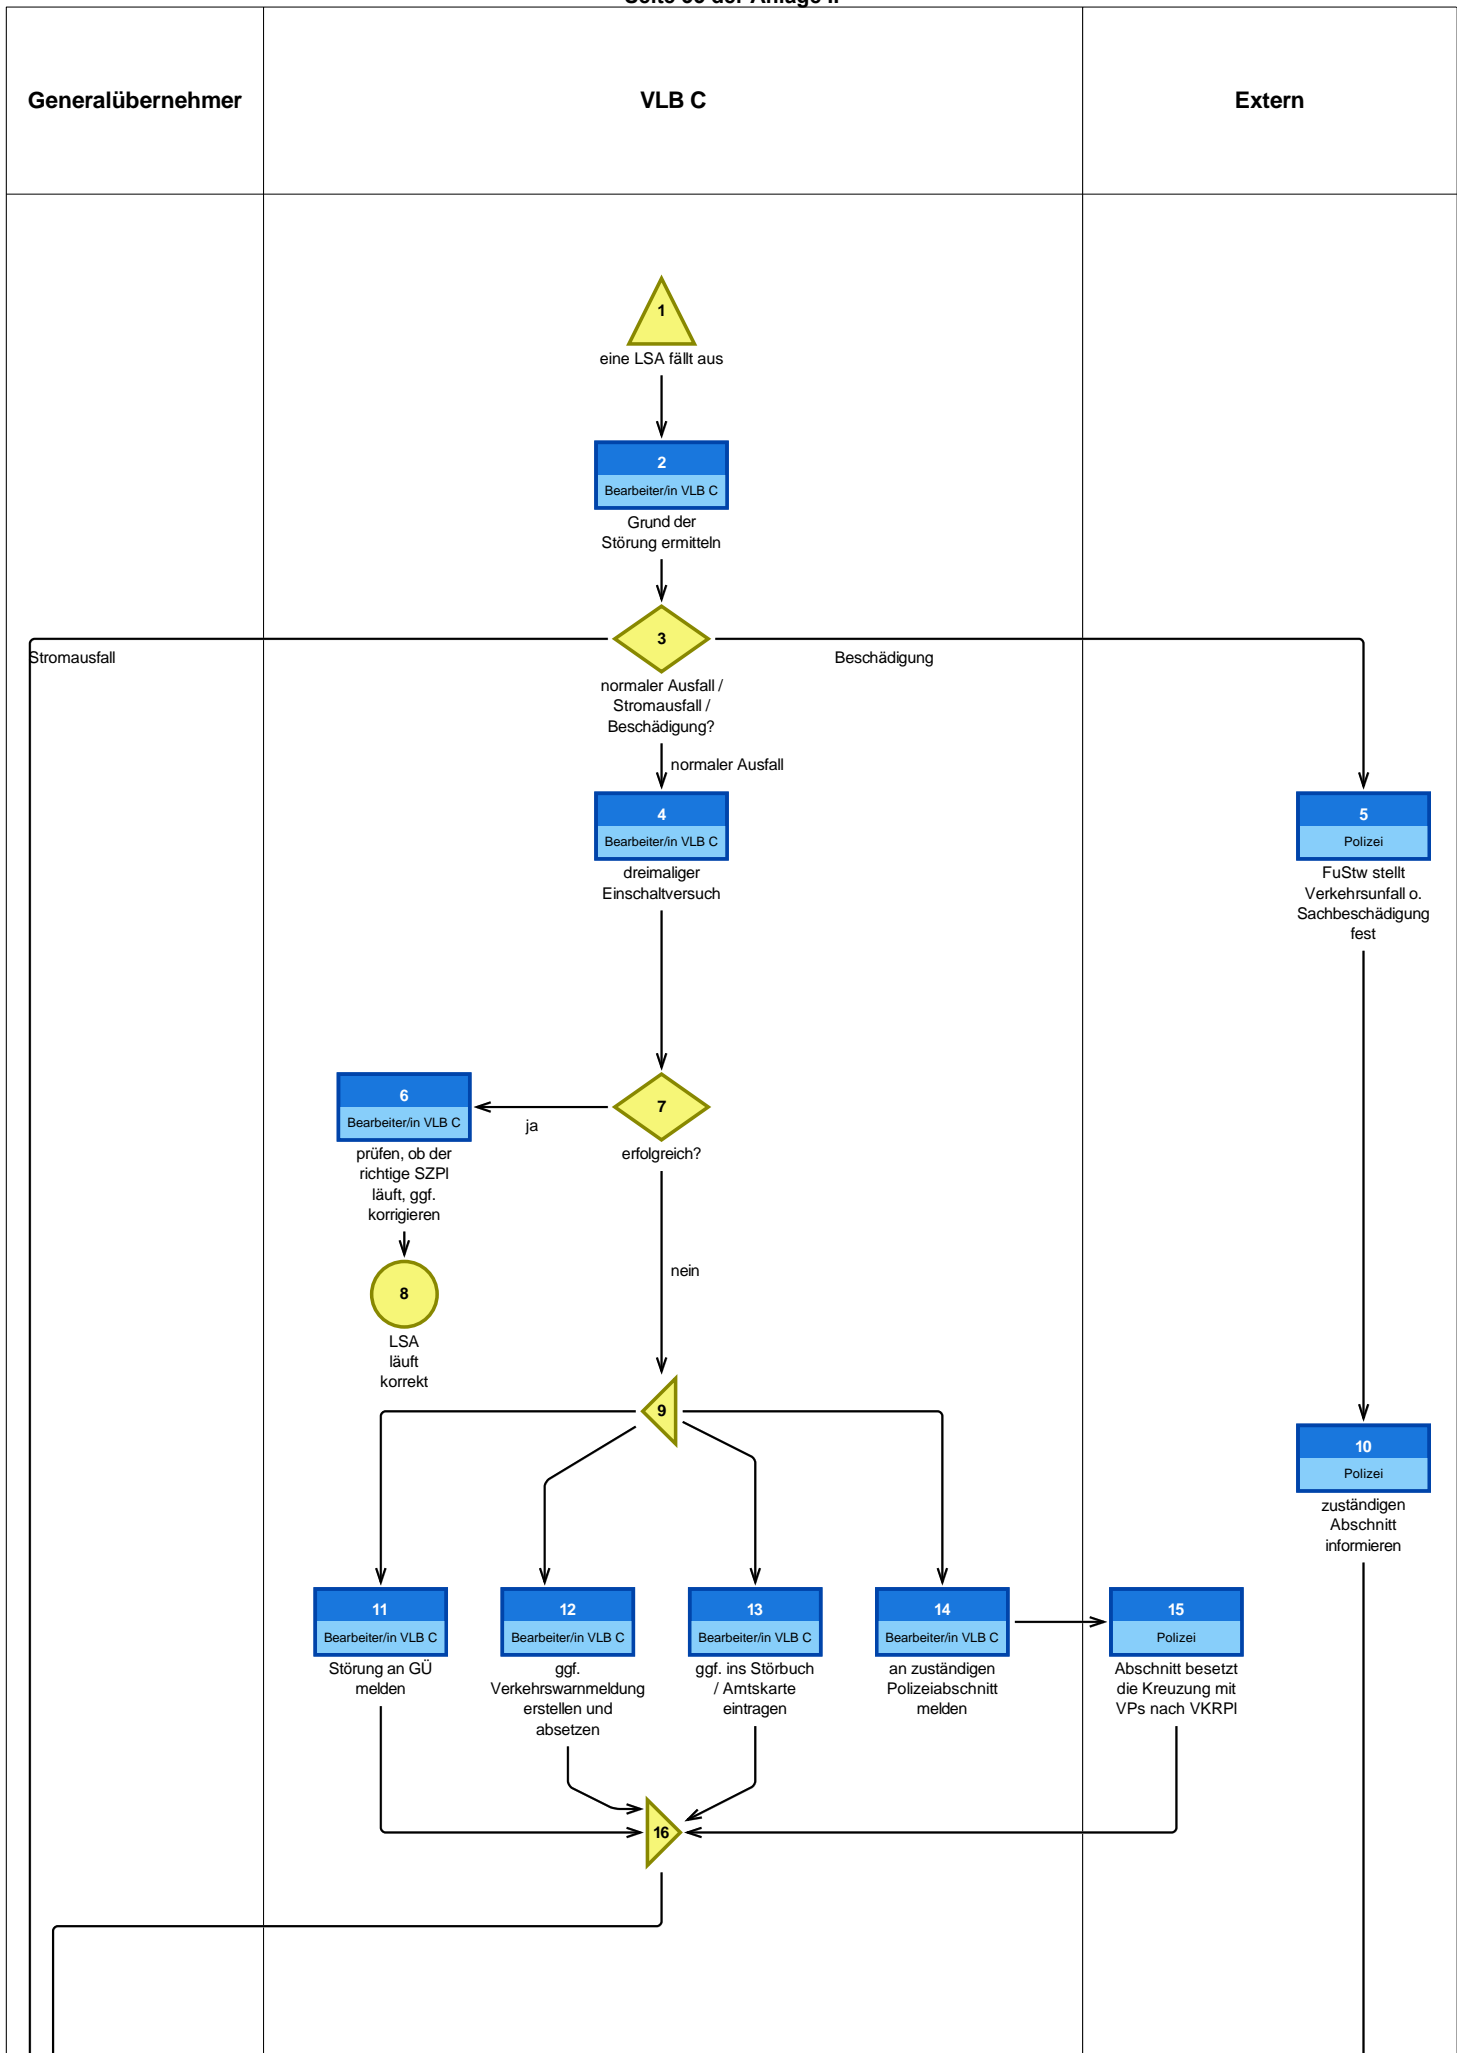 Generalübernehmer
VLB C
Extern
1
eine LSA fällt aus
2
Bearbeiter/in VLB C
Grund der
Störung ermitteln
3
Stromausfall
Beschädigung
normaler Ausfall /
Stromausfall /
Beschädigung?
normaler Ausfall
4
Bearbeiter/in VLB C
dreimaliger
Einschaltversuch
5
Polizei
FuStw stellt
Verkehrsunfall o.
Sachbeschädigung
fest
6
Bearbeiter/in VLB C
prüfen, ob der
richtige SZPl
läuft, ggf.
korrigieren
ja
7
erfolgreich?
nein
8
LSA
läuft
korrekt
9
10
Polizei
zuständigen
Abschnitt
informieren
11
Bearbeiter/in VLB C
Störung an GÜ
melden
12
Bearbeiter/in VLB C
ggf.
Verkehrswarnmeldung
erstellen und
absetzen
13
Bearbeiter/in VLB C
ggf. ins Störbuch
/ Amtskarte
eintragen
14
Bearbeiter/in VLB C
an zuständigen
Polizeiabschnitt
melden
15
Polizei
Abschnitt besetzt
die Kreuzung mit
VPs nach VKRPl
16